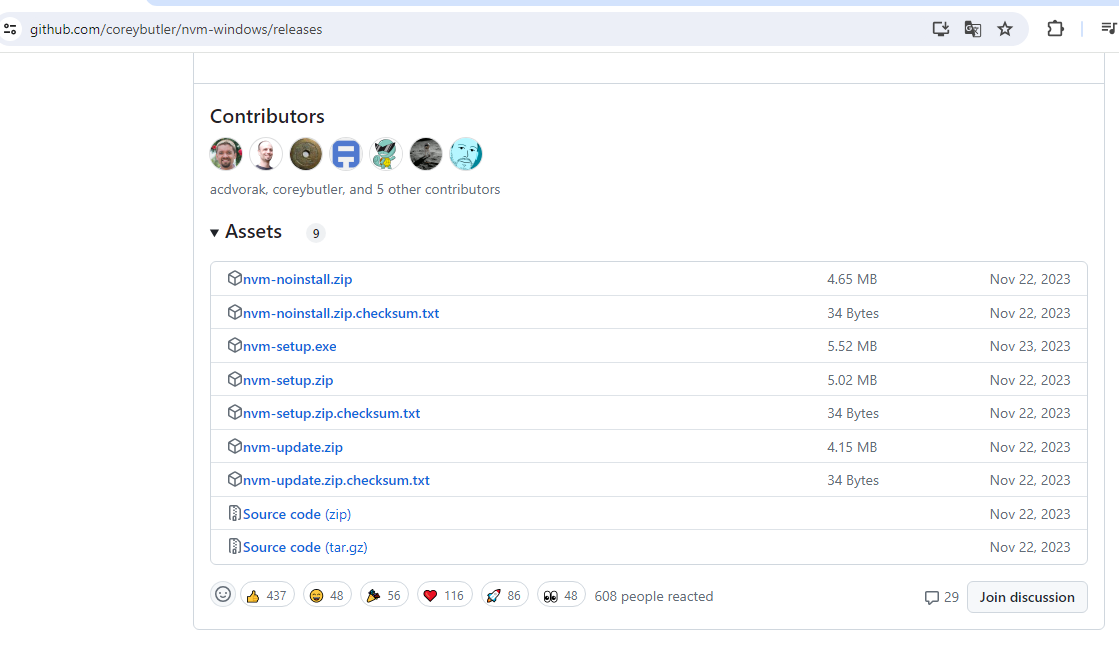 github.com/coreybutler/nvm-windows/releases
Contributors
acdvorak, coreybutler, and 5 other contributors
Assets 9
nvm-noinstall.zip 4.65 MB Nov 22, 2023
nvm-noinstall.zip.checksum.txt 34 Bytes Nov 22, 2023
nvm-setup.exe 5.52 MB Nov 23, 2023
nvm-setup.zip 5.02 MB Nov 22, 2023
nvm-setup.zip.checksum.txt 34 Bytes Nov 22, 2023
nvm-update.zip 4.15 MB Nov 22, 2023
nvm-update.zip.checksum.txt 34 Bytes Nov 22, 2023
Source code (zip) Nov 22, 2023
Source code (tar.gz) Nov 22, 2023
437 48 56 116 86 48 608 people reacted 29 Join discussion